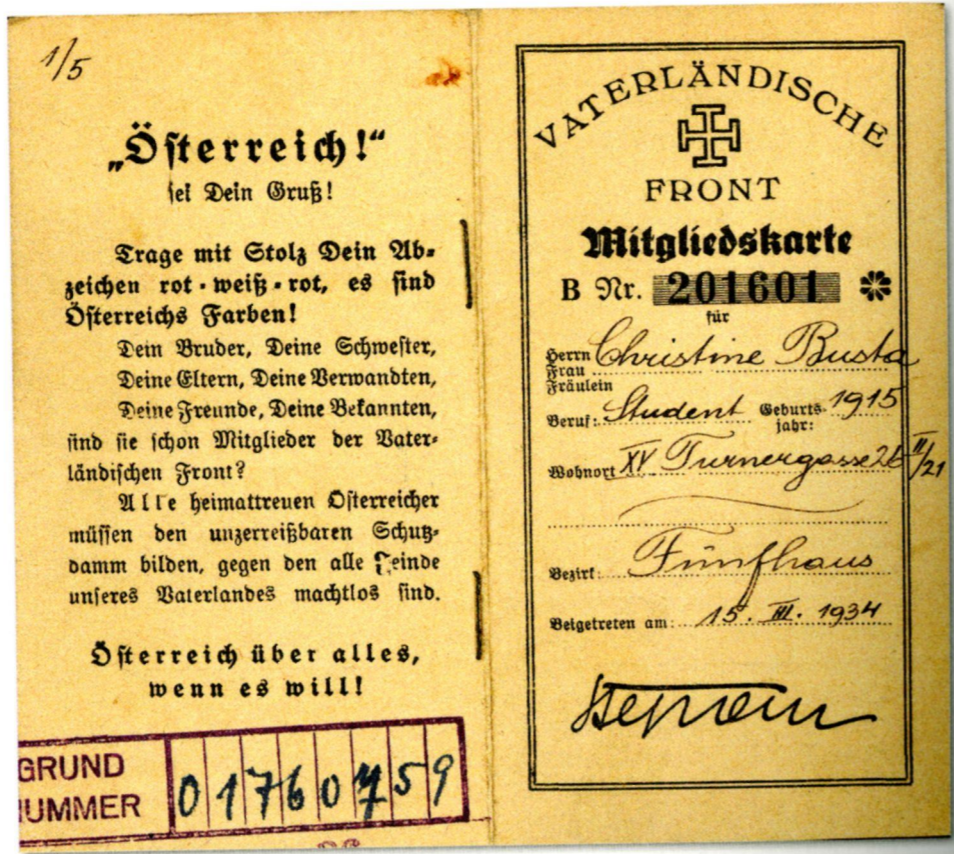 1/5
„Österreich!“
sei Dein Gruß!
Trage mit Stolz Dein Ab-
zeichen rot-weiß-rot, es sind
Österreichs Farben!
Dein Bruder, Deine Schwester,
Deine Eltern, Deine Verwandten,
Deine Freunde, Deine Bekannten,
sind sie schon Mitglieder der Vater-
ländischen Front?
Alle heimattreuen Österreicher
müssen den unzerreißbaren Schutz-
damm bilden, gegen den alle Feinde
unseres Vaterlandes machtlos sind.
Österreich über alles,
wenn es will!
GRUND
NUMMER 01760759
VATERLÄNDISCHE
FRONT
Mitgliedskarte
B Nr. 201601
für
Herrn
Frau Christine Busta
Fräulein
Beruf: Student Geburts- 1915
jahr:
Wohnort XV Turnergasse 26 II/21
Bezirk: Fünfhaus
Beigetreten am: 15. III. 1934